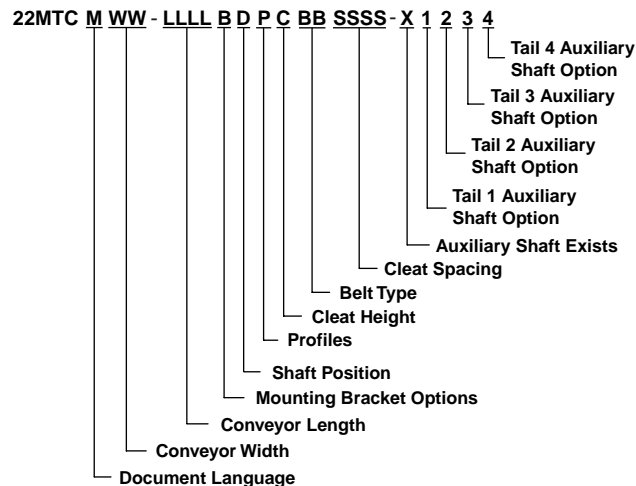 22MTC M WW - LLLL B D P C BB SSSS - X 1 2 3 4
Tail 4 Auxiliary
Shaft Option
Tail 3 Auxiliary
Shaft Option
Tail 2 Auxiliary
Shaft Option
Tail 1 Auxiliary
Shaft Option
Auxiliary Shaft Exists
Cleat Spacing
Belt Type
Cleat Height
Profiles
Shaft Position
Mounting Bracket Options
Conveyor Length
Conveyor Width
Document Language